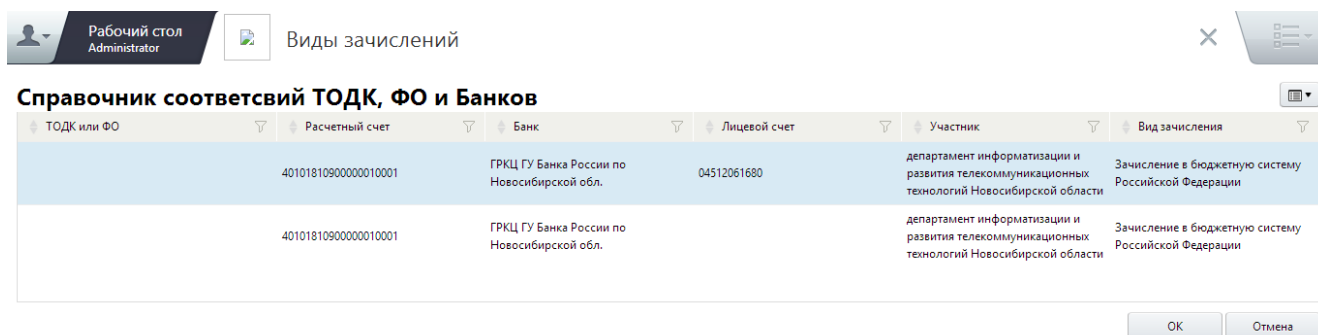 Рабочий стол
Administrator
Виды зачислений
Справочник соответсвий ТОДК, ФО и Банков
ТОДК или ФО Расчетный счет Банк Лицевой счет Участник Вид зачисления
40101810900000010001
ГРКЦ ГУ Банка России по
Новосибирской обл.
04512061680
департамент информатизации и
развития телекоммуникационных
технологий Новосибирской области
Зачисление в бюджетную систему
Российской Федерации
40101810900000010001
ГРКЦ ГУ Банка России по
Новосибирской обл.
департамент информатизации и
развития телекоммуникационных
технологий Новосибирской области
Зачисление в бюджетную систему
Российской Федерации
ОК Отмена